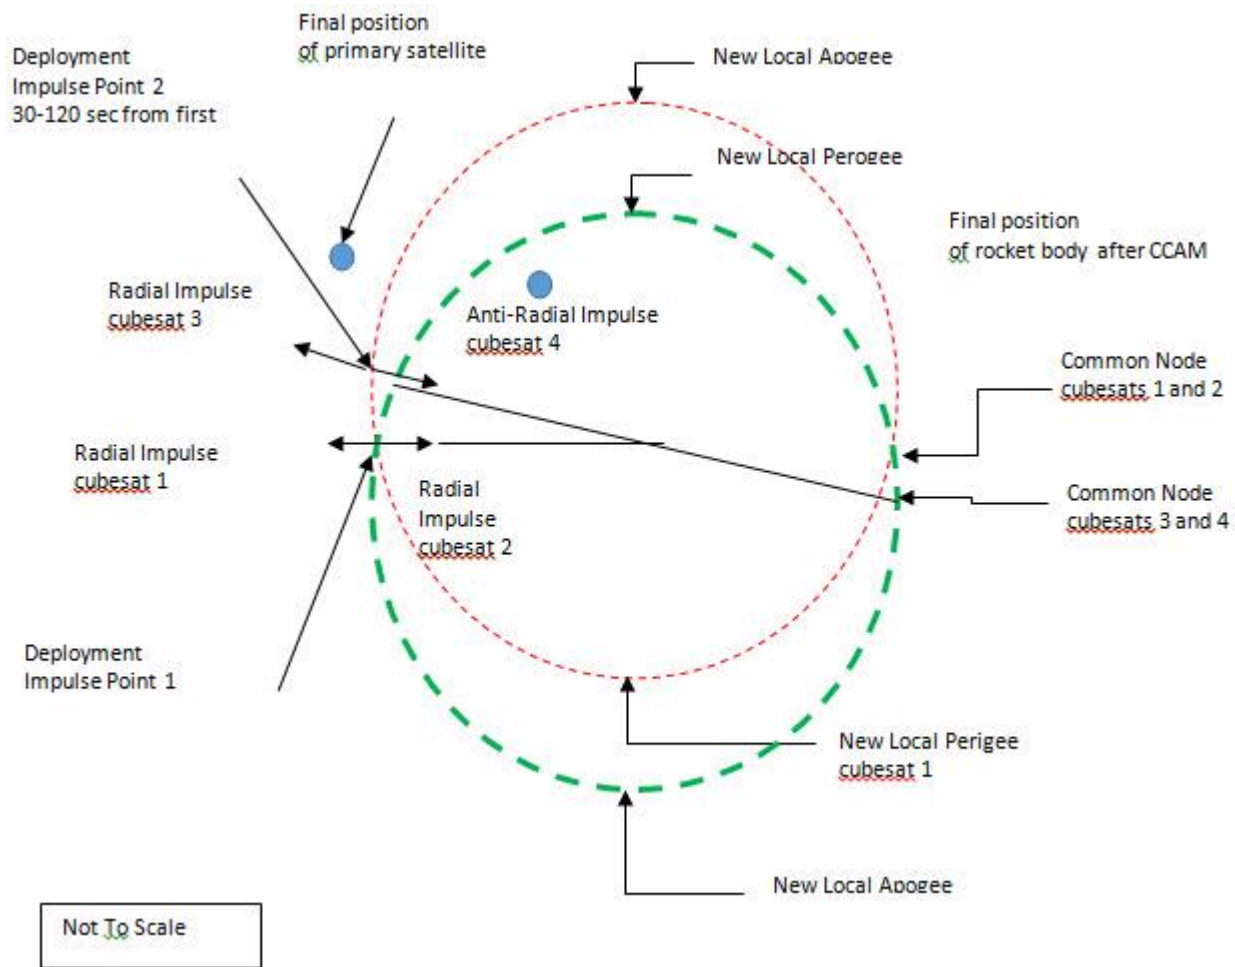 Final position
of primary satellite
Deployment
Impulse Point 2
30-120 sec from first
New Local Apogee
New Local Perogee
Final position
of rocket body after CCAM
Radial Impulse
cubesat 3
Anti-Radial Impulse
cubesat 4
Common Node
cubesats 1 and 2
Radial Impulse
cubesat 1
Radial
Impulse
cubesat 2
Common Node
cubesats 3 and 4
Deployment
Impulse Point 1
New Local Perigee
cubesat 1
New Local Apogee
Not To Scale